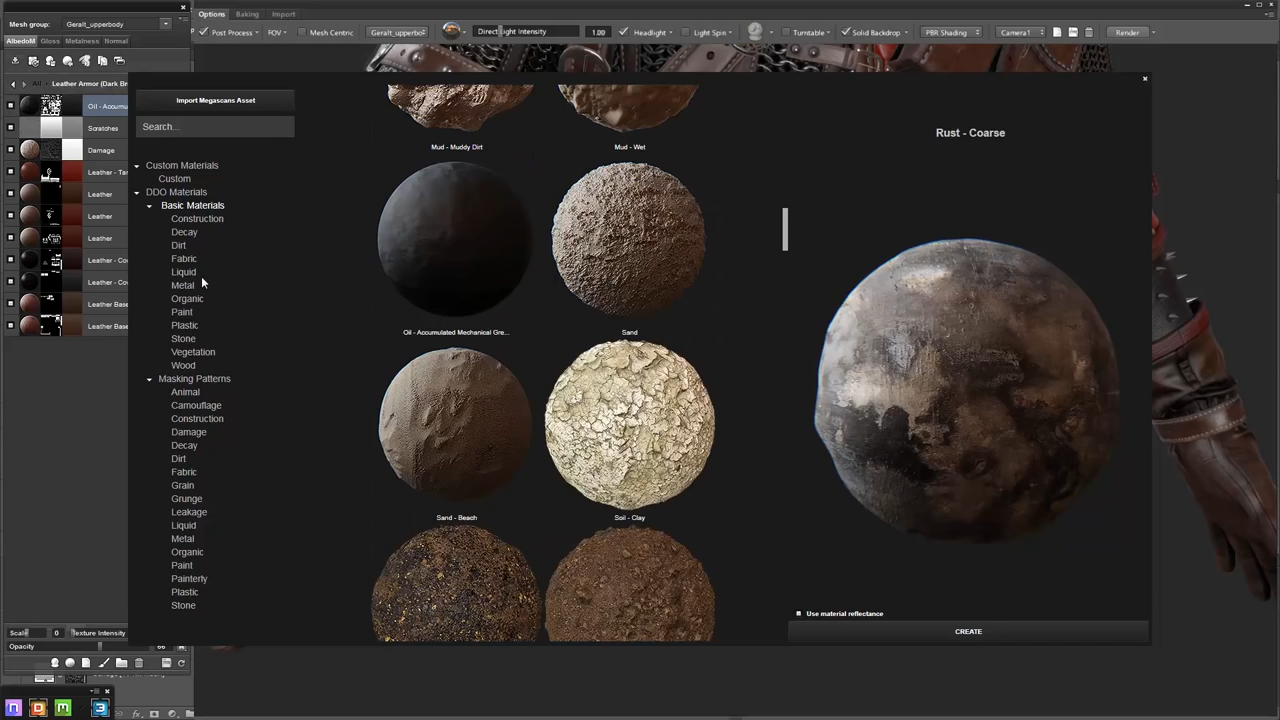 Options
Baking
Import
Mesh group:
Geralt_upperbody
AlbedoM
Gloss
Metalness
Normal
Post Process
FOV
Mesh Centric
Geralt_upperbo
Direct Light Intensity
1.00
Headlight
Light Spin
Turntable
Solid Backdrop
PBR Shading
Camera1
Render
All
Leather Armor (Dark Br
Oil - Accumu
Scratches
Damage
Leather - Tar
Leather
Leather
Leather
Leather - Co
Leather - Co
Leather Base
Leather Base
Import Megascans Asset
Search...
Custom Materials
Custom
DDO Materials
Basic Materials
Construction
Decay
Dirt
Fabric
Liquid
Metal
Organic
Paint
Plastic
Stone
Vegetation
Wood
Masking Patterns
Animal
Camouflage
Construction
Damage
Decay
Dirt
Fabric
Grain
Grunge
Leakage
Liquid
Metal
Organic
Paint
Painterly
Plastic
Stone
Mud - Muddy Dirt
Mud - Wet
Oil - Accumulated Mechanical Gre...
Sand
Sand - Beach
Soil - Clay
Rust - Coarse
Use material reflectance
CREATE
Scale
0
Texture Intensity
Opacity
66